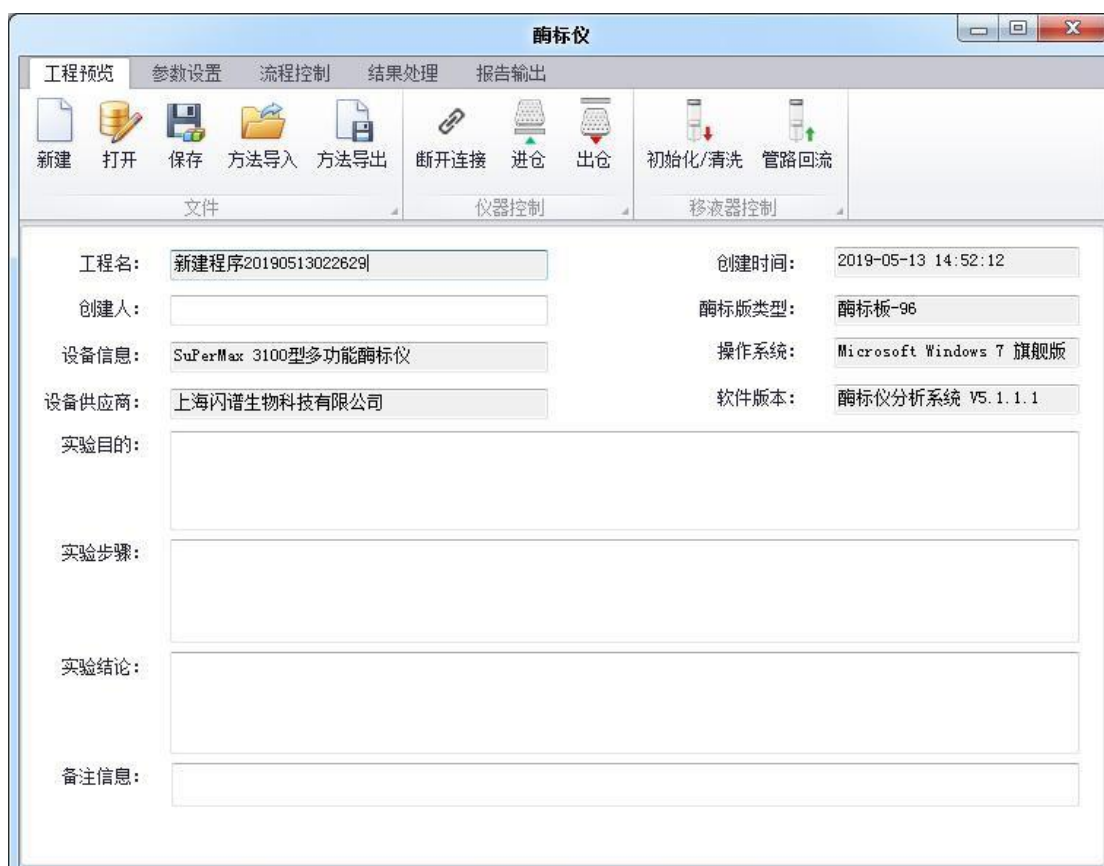 酶标仪
工程预览 参数设置 流程控制 结果处理 报告输出
新建 打开 保存 方法导入 方法导出 断开连接 进仓 出仓 初始化/清洗 管路回流
文件 仪器控制 移液器控制
工程名: 新建程序20190513022629 创建时间: 2019-05-13 14:52:12
创建人: 酶标版类型: 酶标板-96
设备信息: SuPerMax 3100型多功能酶标仪 操作系统: Microsoft Windows 7 旗舰版
设备供应商: 上海闪谱生物科技有限公司 软件版本: 酶标仪分析系统 V5.1.1.1
实验目的:
实验步骤:
实验结论:
备注信息: